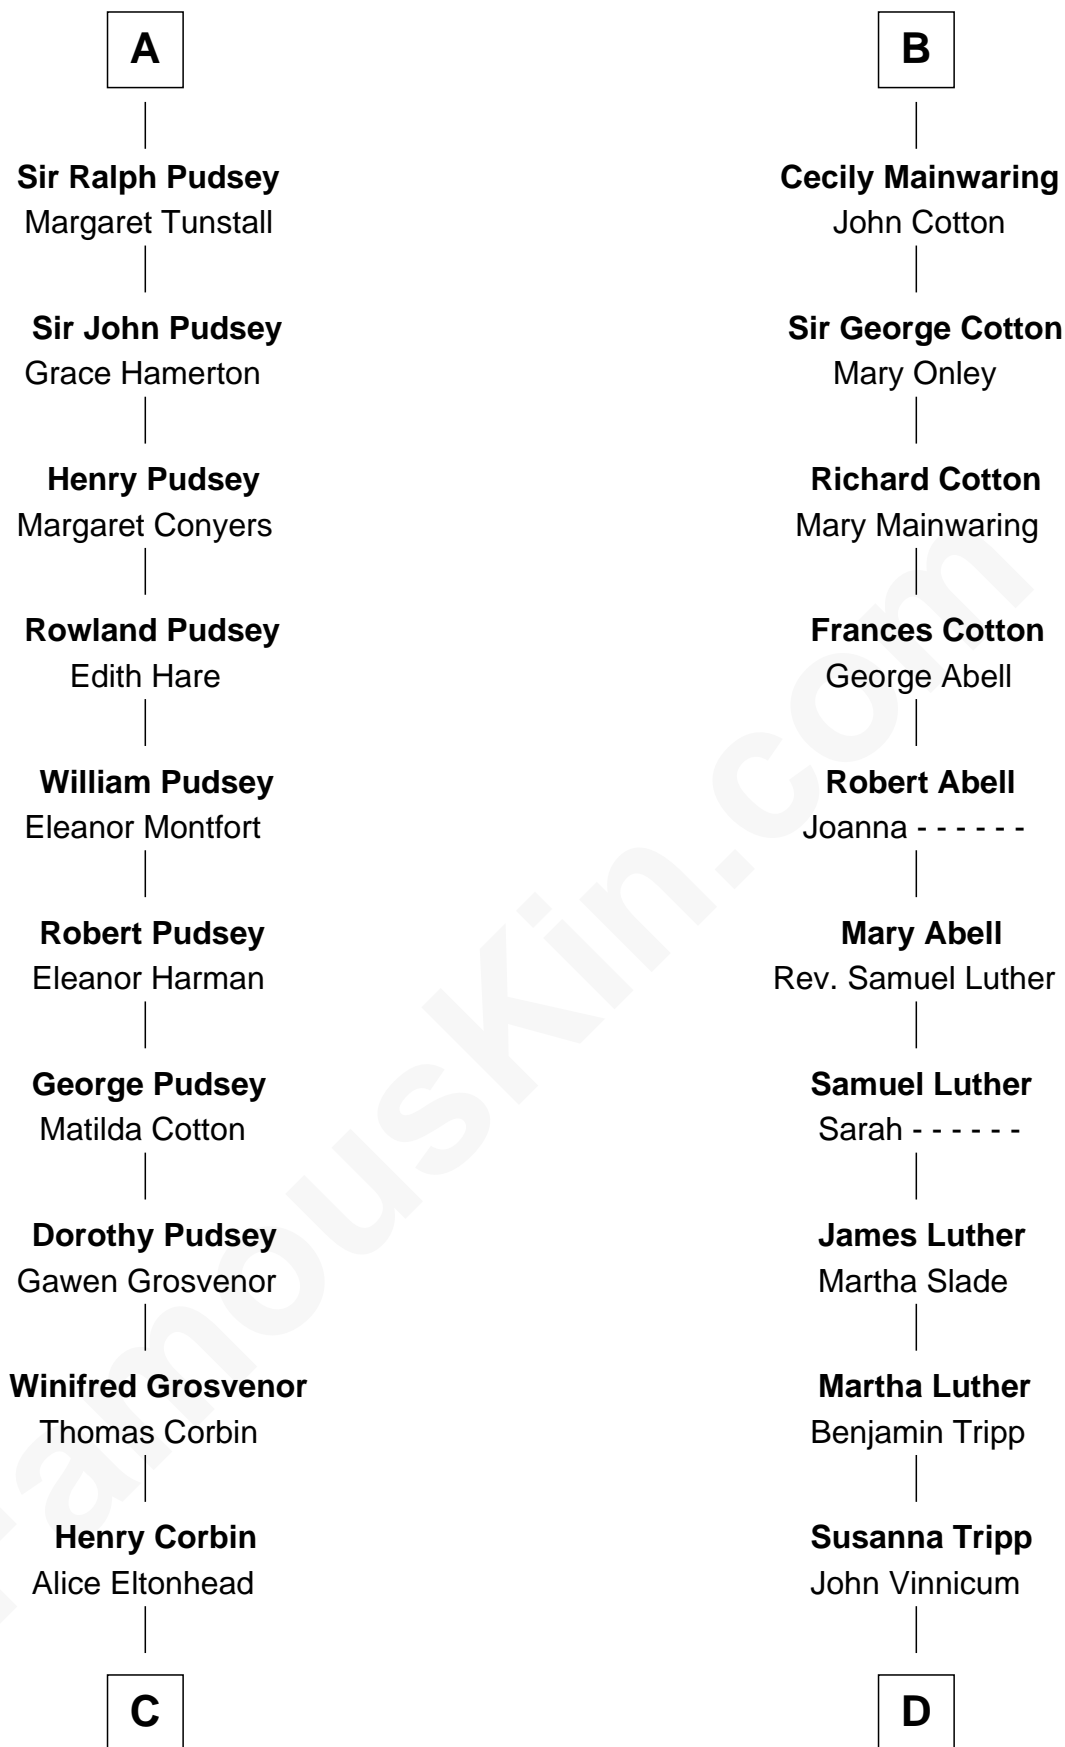 A
Sir Ralph Pudsey
Margaret Tunstall
Sir John Pudsey
Grace Hamerton
Henry Pudsey
Margaret Conyers
Rowland Pudsey
Edith Hare
William Pudsey
Eleanor Montfort
Robert Pudsey
Eleanor Harman
George Pudsey
Matilda Cotton
Dorothy Pudsey
Gawen Grosvenor
Winifred Grosvenor
Thomas Corbin
Henry Corbin
Alice Eltonhead
C
B
Cecily Mainwaring
John Cotton
Sir George Cotton
Mary Onley
Richard Cotton
Mary Mainwaring
Frances Cotton
George Abell
Robert Abell
Joanna - - - - - -
Mary Abell
Rev. Samuel Luther
Samuel Luther
Sarah - - - - - -
James Luther
Martha Slade
Martha Luther
Benjamin Tripp
Susanna Tripp
John Vinnicum
D
FamousKin.com